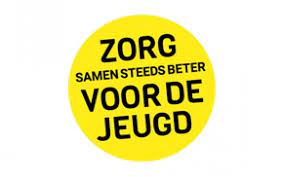 ZORG
SAMEN STEEDS BETER
VOOR DE
JEUGD